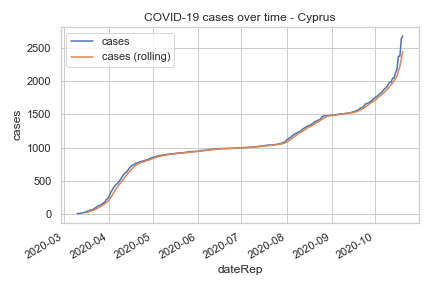 COVID-19 cases over time - Cyprus
cases
cases (rolling)
2500
2000
1500
1000
500
0
cases
2020-03
2020-04
2020-05
2020-06
2020-07
2020-08
2020-09
2020-10
dateRep